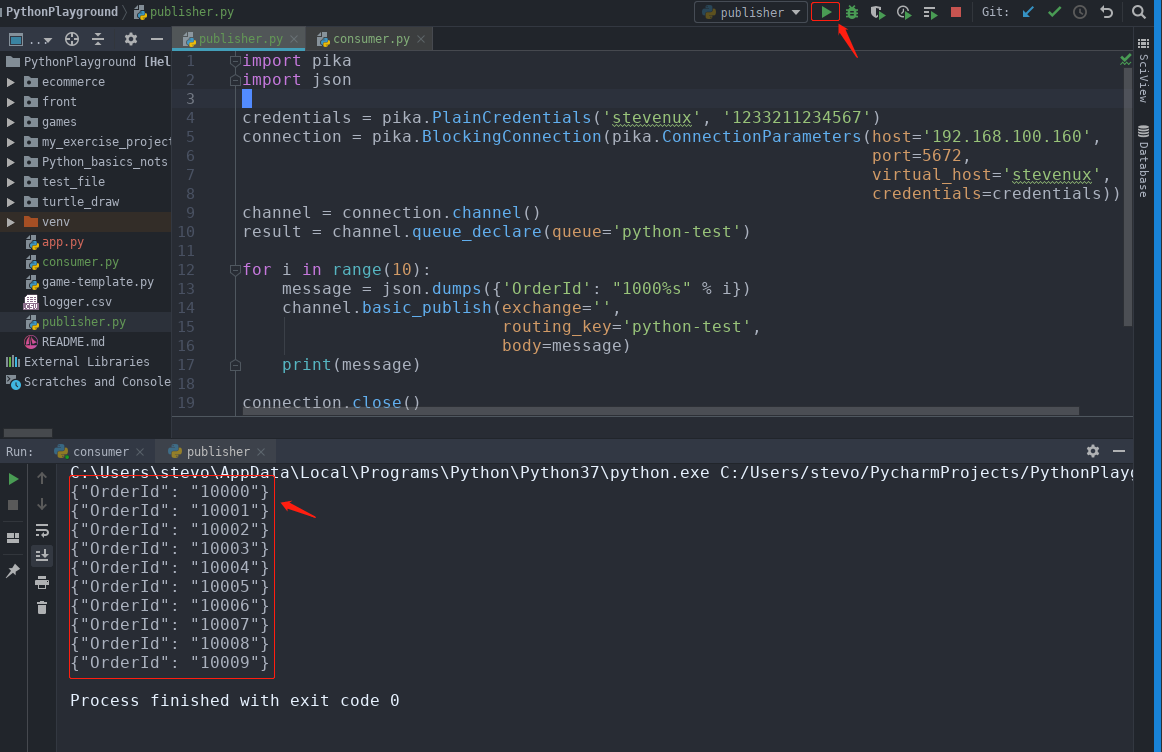 PythonPlayground publisher.py
publisher
Git:
publisher.py
consumer.py
...
PythonPlayground [Hel
ecommerce
front
games
my_exercise_project
Python_basics_nots
test_file
turtle_draw
venv
app.py
consumer.py
game-template.py
logger.csv
publisher.py
README.md
External Libraries
Scratches and Console
1 import pika
2 import json
3
4 credentials = pika.PlainCredentials('stevenux', '1233211234567')
5 connection = pika.BlockingConnection(pika.ConnectionParameters(host='192.168.100.160',
6 port=5672,
7 virtual_host='stevenux',
8 credentials=credentials))
9 channel = connection.channel()
10 result = channel.queue_declare(queue='python-test')
11
12 for i in range(10):
13 message = json.dumps({'OrderId': "1000%s" % i})
14 channel.basic_publish(exchange='',
15 routing_key='python-test',
16 body=message)
17 print(message)
18
19 connection.close()
SciView
Database
Run:
consumer
publisher
C:\Users\stevo\AppData\Local\Programs\Python\Python37\python.exe C:/Users/stevo/PycharmProjects/PythonPlayg
{"OrderId": "10000"}
{"OrderId": "10001"}
{"OrderId": "10002"}
{"OrderId": "10003"}
{"OrderId": "10004"}
{"OrderId": "10005"}
{"OrderId": "10006"}
{"OrderId": "10007"}
{"OrderId": "10008"}
{"OrderId": "10009"}
Process finished with exit code 0